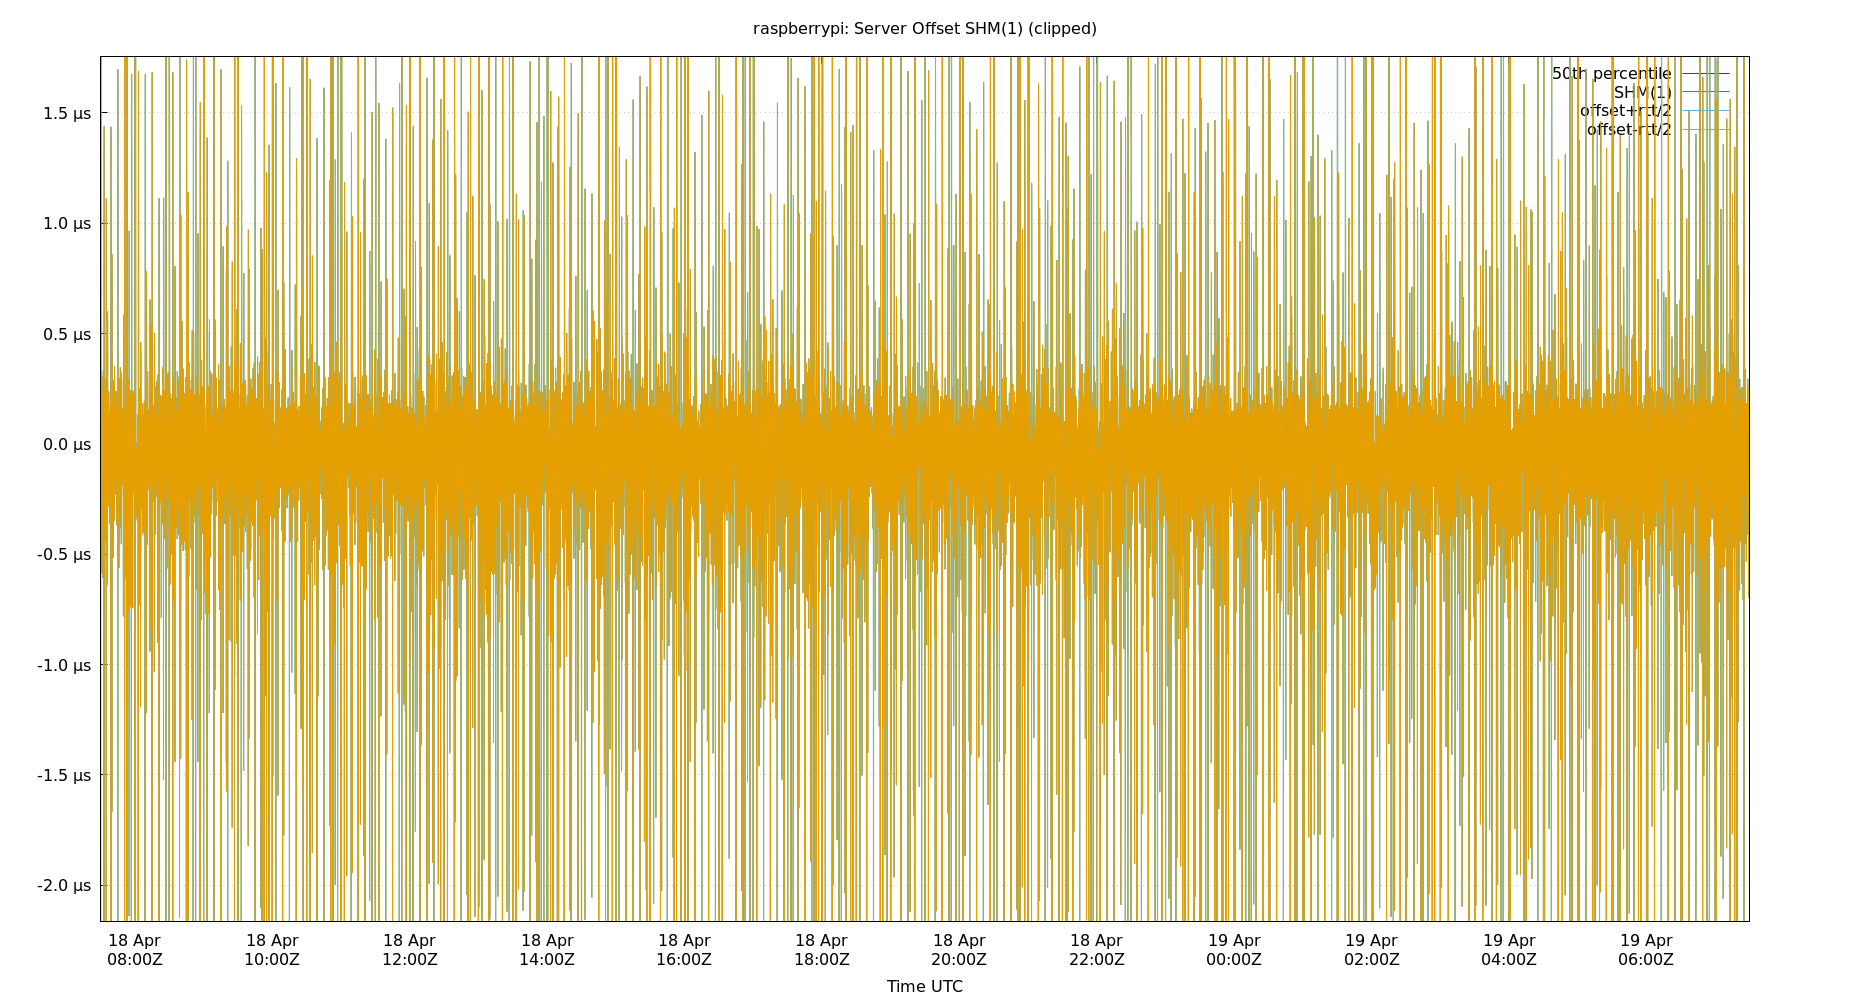 raspberrypi: Server Offset SHM(1) (clipped)
50th percentile
SHM(1)
offset+rtt/2
offset-rtt/2
1.5 µs
1.0 µs
0.5 µs
0.0 µs
-0.5 µs
-1.0 µs
-1.5 µs
-2.0 µs
18 Apr 18 Apr 18 Apr 18 Apr 18 Apr 18 Apr 18 Apr 18 Apr 19 Apr 19 Apr 19 Apr 19 Apr
08:00Z 10:00Z 12:00Z 14:00Z 16:00Z 18:00Z 20:00Z 22:00Z 00:00Z 02:00Z 04:00Z 06:00Z
Time UTC